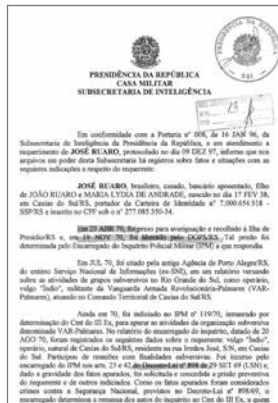 PRESIDÊNCIA DA REPÚBLICA
CASA MILITAR
SUBSECRETARIA DE INTELIGÊNCIA
Em conformidade com a Portaria nº 008, de 16 JAN 96, da
Subsecretaria de Inteligência da Presidência da República, e em atendimento a
requerimento de JOSÉ RUARO, protocolado no dia 09 DEZ 97, informo que nos
arquivos em poder desta Subsecretaria há registros sobre fatos e situações com as
seguintes indicações a respeito do requerente:
JOSÉ RUARO, brasileiro, casado, bancário aposentado, filho
de JOÃO RUARO e MARIA LYDIA DE ANDRADE, nascido no dia 17 FEV 38,
em Caxias do Sul/RS, portador da Carteira de Identidade nº 7.000.654.918 -
SSP/RS e inscrito no CPF sob o nº 277.985.350-34.
Em 23 ABR 70, foi preso para averiguação e recolhido à Ilha de
Presídio/RS e, em 19 NOV 70, foi liberado pelo DOPS/RS. Tal prisão foi
determinada pelo Encarregado do Inquérito Policial Militar (IPM) a que respondia.
Em JUL 70, foi citado pela antiga Agência de Porto Alegre/RS,
do extinto Serviço Nacional de Informações (ex-SNI), em um relatório versando
sobre as atividades de grupos subversivos no Rio Grande do Sul, como operário,
vulgo "Índio", militante da Vanguarda Armada Revolucionária-Palmares (VAR-
Palmares), atuando no Comando Territorial de Caxias do Sul/RS.
Ainda em 70, foi indiciado no IPM nº 119/70, instaurado por
determinação do Cmt do III Ex, para apurar as atividades da organização subversiva
denominada VAR-Palmares. No relatório do encarregado do inquérito, datado de 20
AGO 70, foram registrados os seguintes dados sobre o requerente: vulgo "Índio",
operário, natural de Caxias do Sul/RS, residente na rua Irmãos José, S/N, em Caxias
do Sul. Participou de reuniões com finalidades subversivas. Foi incurso pelo
encarregado do IPM nos arts. 23 e 42 do Decreto-Lei nº 898 de 29 SET 69 (LSN) e,
dado a gravidade dos fatos apurados, foi solicitada e concedida a prisão preventiva
do requerente e de outros indiciados. Como os fatos apurados foram considerados
crimes contra a Segurança Nacional, previstos no Decreto-Lei nº 898/69, o
encarregado determinou a remessa dos autos do inquérito ao Cmt do III Ex, a quem